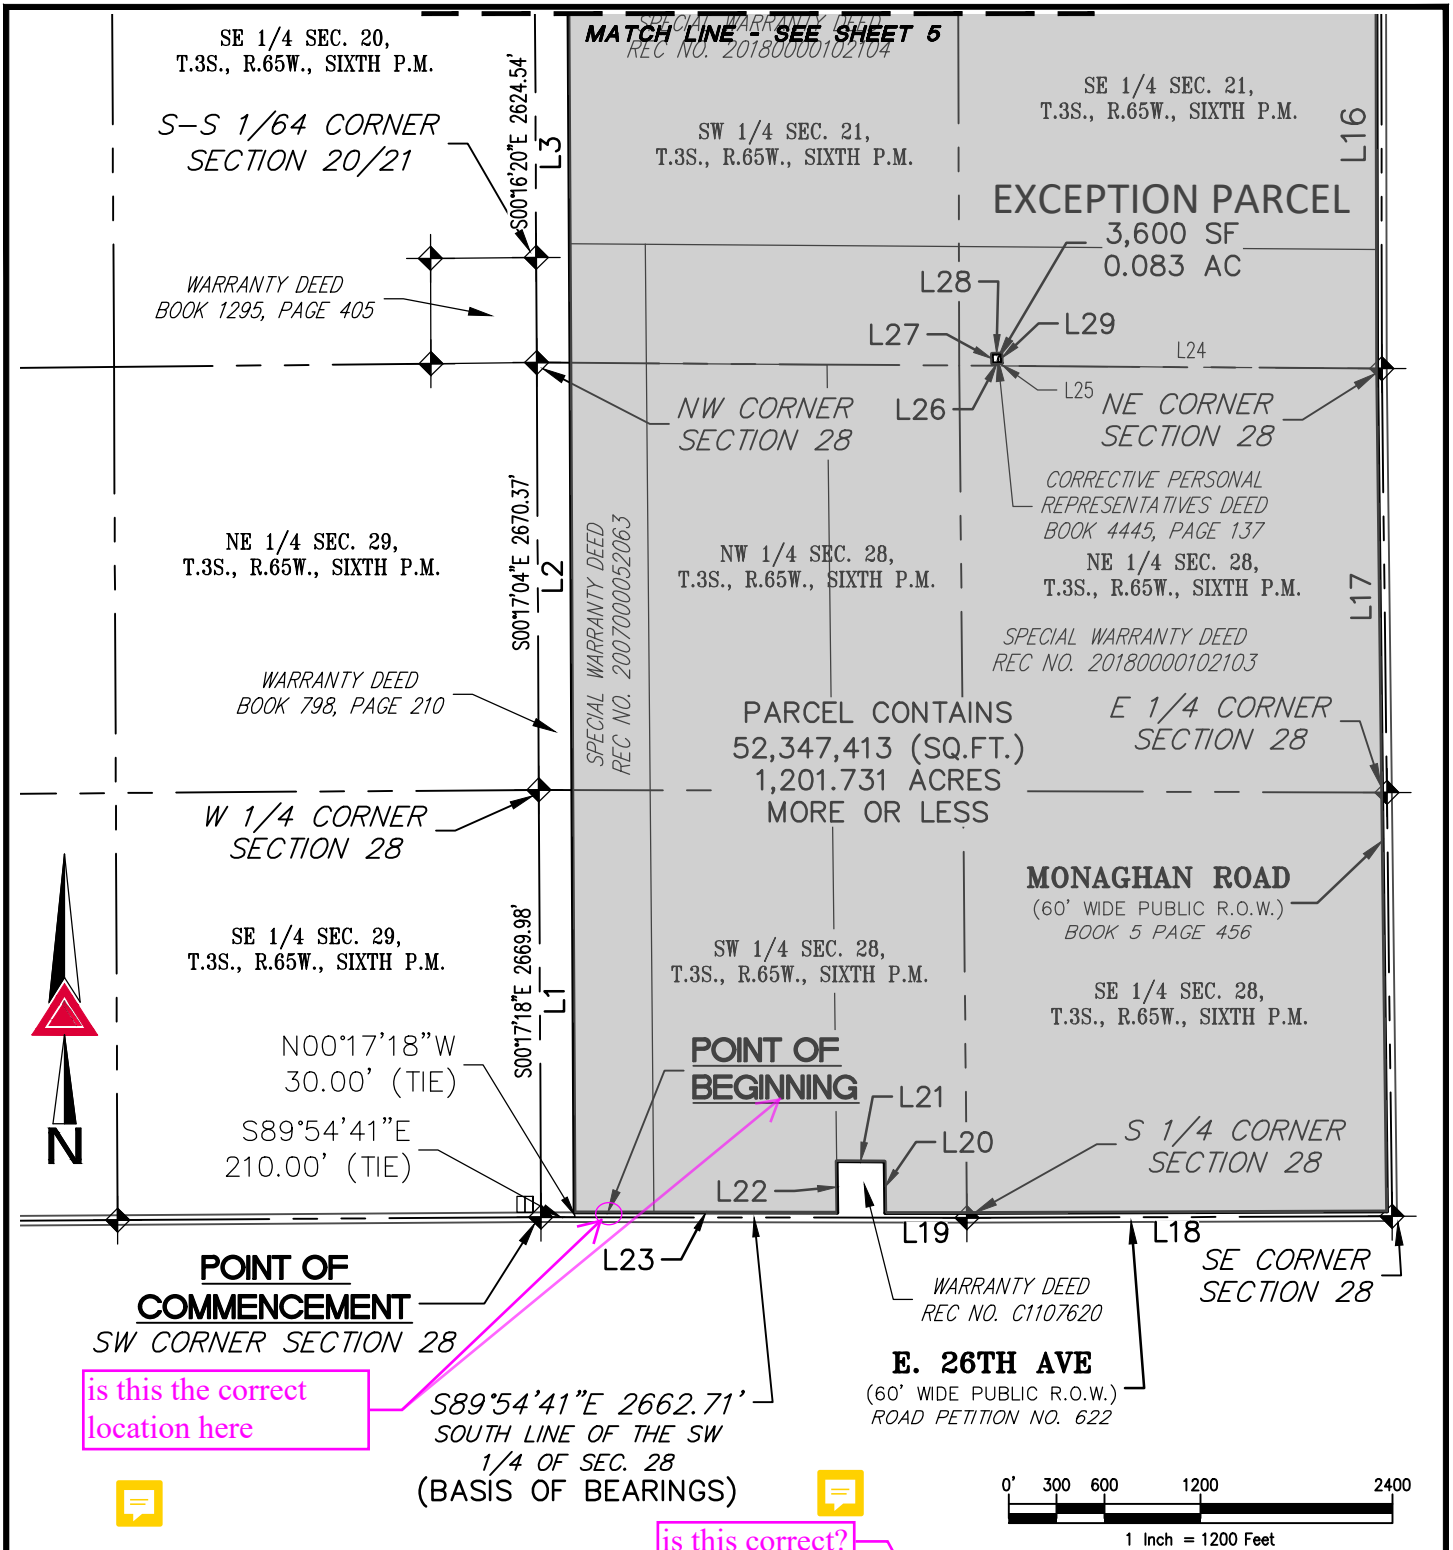 SPECIAL WARRANTY DEED
MATCH LINE - SEE SHEET 5
REC NO. 20180000102104
SE 1/4 SEC. 20,
T.3S., R.65W., SIXTH P.M.
S-S 1/64 CORNER
SECTION 20/21
S00°16'20"E 2624.54'
L3
SW 1/4 SEC. 21,
T.3S., R.65W., SIXTH P.M.
SE 1/4 SEC. 21,
T.3S., R.65W., SIXTH P.M.
L16
EXCEPTION PARCEL
3,600 SF
0.083 AC
WARRANTY DEED
BOOK 1295, PAGE 405
L28
L27
L29
L24
L25
L26
NW CORNER
SECTION 28
NE CORNER
SECTION 28
CORRECTIVE PERSONAL
REPRESENTATIVES DEED
BOOK 4445, PAGE 137
NE 1/4 SEC. 29,
T.3S., R.65W., SIXTH P.M.
S00°17'04"E 2670.37'
L2
SPECIAL WARRANTY DEED
REC NO. 2007000052063
NW 1/4 SEC. 28,
T.3S., R.65W., SIXTH P.M.
NE 1/4 SEC. 28,
T.3S., R.65W., SIXTH P.M.
L17
SPECIAL WARRANTY DEED
REC NO. 20180000102103
WARRANTY DEED
BOOK 798, PAGE 210
PARCEL CONTAINS
52,347,413 (SQ.FT.)
1,201.731 ACRES
MORE OR LESS
E 1/4 CORNER
SECTION 28
W 1/4 CORNER
SECTION 28
MONAGHAN ROAD
(60' WIDE PUBLIC R.O.W.)
BOOK 5 PAGE 456
SE 1/4 SEC. 29,
T.3S., R.65W., SIXTH P.M.
S00°17'18"E 2669.98'
L1
SW 1/4 SEC. 28,
T.3S., R.65W., SIXTH P.M.
SE 1/4 SEC. 28,
T.3S., R.65W., SIXTH P.M.
N00°17'18"W
30.00' (TIE)
POINT OF
BEGINNING
L21
S89°54'41"E
210.00' (TIE)
L20
S 1/4 CORNER
SECTION 28
L22
N
L23
L19
L18
POINT OF
COMMENCEMENT
SW CORNER SECTION 28
SE CORNER
SECTION 28
WARRANTY DEED
REC NO. C1107620
E. 26TH AVE
(60' WIDE PUBLIC R.O.W.)
ROAD PETITION NO. 622
is this the correct
location here
S89°54'41"E 2662.71'
SOUTH LINE OF THE SW
1/4 OF SEC. 28
(BASIS OF BEARINGS)
0' 300 600 1200 2400
1 Inch = 1200 Feet
is this correct?